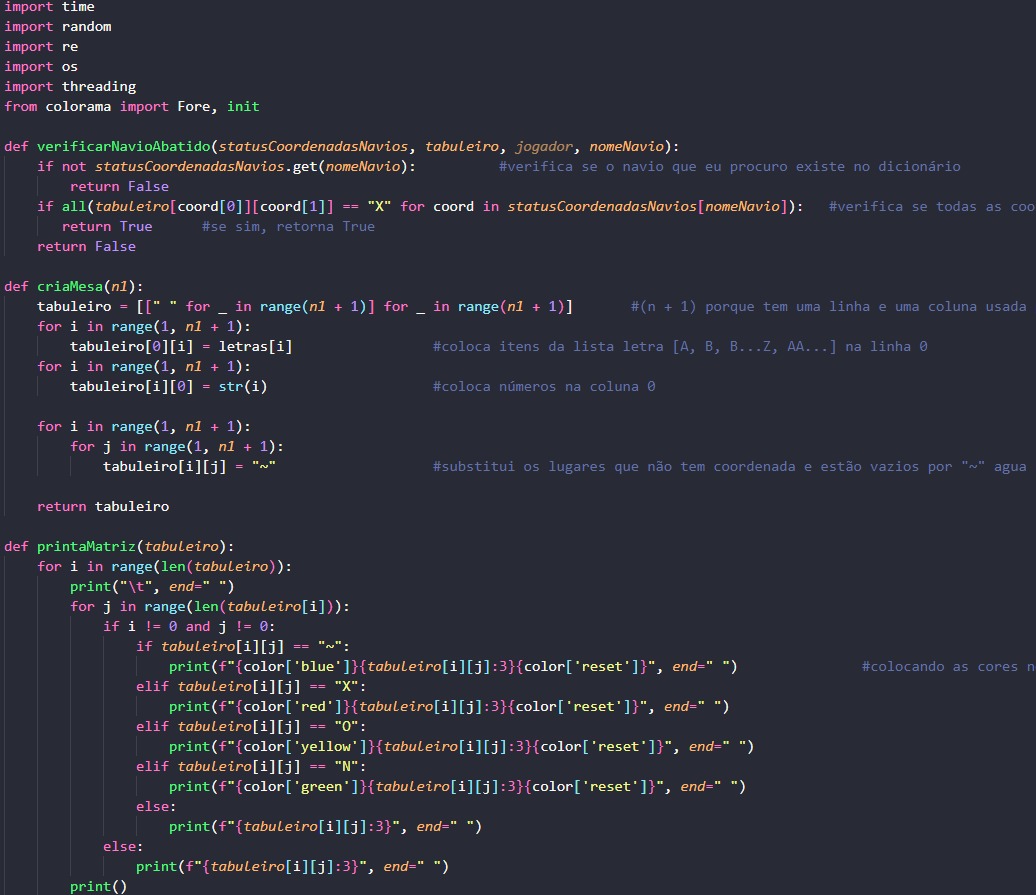 import time
import random
import re
import os
import threading
from colorama import Fore, init

def verificarNavioAbatido(statusCoordenadasNavios, tabuleiro, jogador, nomeNavio):
    if not statusCoordenadasNavios.get(nomeNavio):          #verifica se o navio que eu procuro existe no dicionário
        return False
    if all(tabuleiro[coord[0]][coord[1]] == "X" for coord in statusCoordenadasNavios[nomeNavio]):   #verifica se todas as coo
       return True      #se sim, retorna True
    return False

def criaMesa(n1):
    tabuleiro = [[" " for _ in range(n1 + 1)] for _ in range(n1 + 1)]       #(n + 1) porque tem uma linha e uma coluna usada
    for i in range(1, n1 + 1):
        tabuleiro[0][i] = letras[i]                 #coloca itens da lista letra [A, B, B...Z, AA...] na linha 0
    for i in range(1, n1 + 1):
        tabuleiro[i][0] = str(i)                    #coloca números na coluna 0

    for i in range(1, n1 + 1):
        for j in range(1, n1 + 1):
            tabuleiro[i][j] = "~"                   #substitui os lugares que não tem coordenada e estão vazios por "~" agua

    return tabuleiro

def printaMatriz(tabuleiro):
    for i in range(len(tabuleiro)):
        print("\t", end=" ")
        for j in range(len(tabuleiro[i])):
            if i != 0 and j != 0:
                if tabuleiro[i][j] == "~":
                    print(f"{color['blue']}{tabuleiro[i][j]:3}{color['reset']}", end=" ")               #colocando as cores n
                elif tabuleiro[i][j] == "X":
                    print(f"{color['red']}{tabuleiro[i][j]:3}{color['reset']}", end=" ")
                elif tabuleiro[i][j] == "O":
                    print(f"{color['yellow']}{tabuleiro[i][j]:3}{color['reset']}", end=" ")
                elif tabuleiro[i][j] == "N":
                    print(f"{color['green']}{tabuleiro[i][j]:3}{color['reset']}", end=" ")
                else:
                    print(f"{tabuleiro[i][j]:3}", end=" ")
            else:
                print(f"{tabuleiro[i][j]:3}", end=" ")
        print()